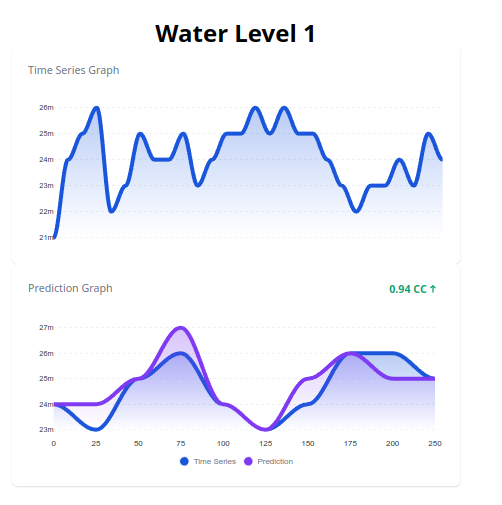 Water Level 1
Time Series Graph
26m
25m
24m
23m
22m
21m
Prediction Graph
0.94 CC ↑
27m
26m
25m
24m
23m
0 25 50 75 100 125 150 175 200 250
Time Series Prediction